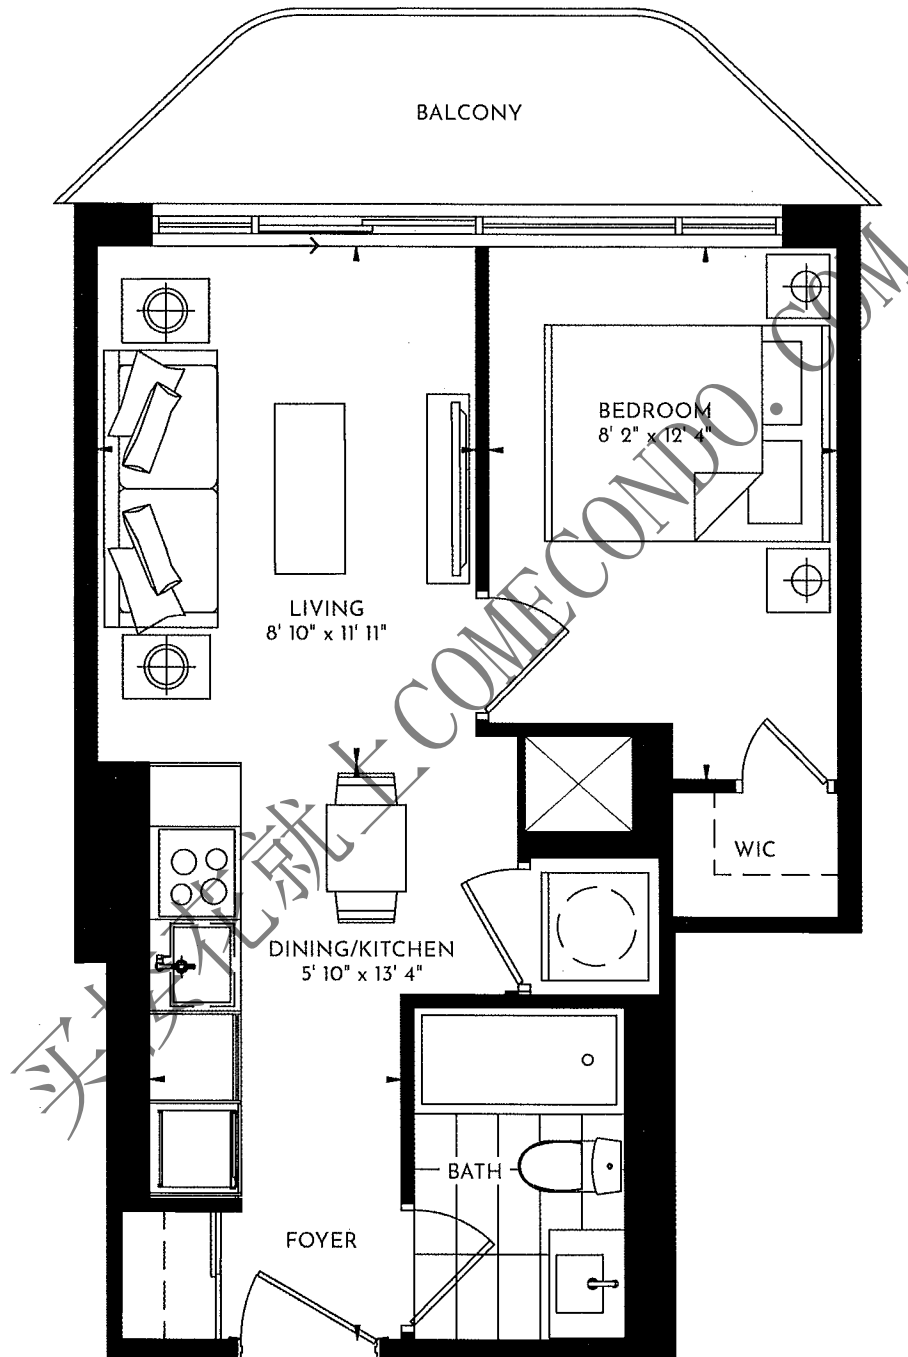 BALCONY
BEDROOM
8' 2" x 12' 4"
LIVING
8' 10" x 11' 11"
WIC
DINING/KITCHEN
5' 10" x 13' 4"
BATH
FOYER
买楼花就上COMECONDO.COM